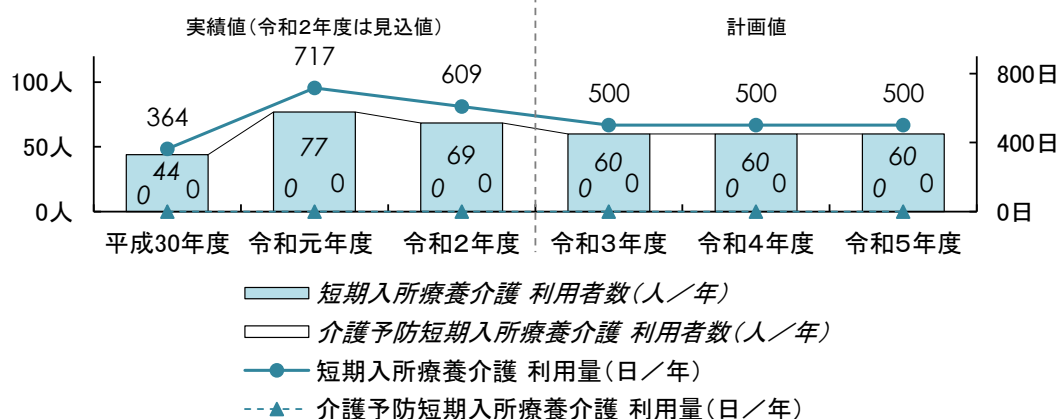 実績値（令和２年度は見込値）
計画値
717
609
364
500
500
500
100人
50人
0人
800日
400日
0日
44
77
69
60
60
60
0 0
0 0
0 0
0 0
0 0
0 0
平成30年度 令和元年度 令和２年度 令和３年度 令和４年度 令和５年度
短期入所療養介護 利用者数（人／年）
介護予防短期入所療養介護 利用者数（人／年）
短期入所療養介護 利用量（日／年）
介護予防短期入所療養介護 利用量（日／年）